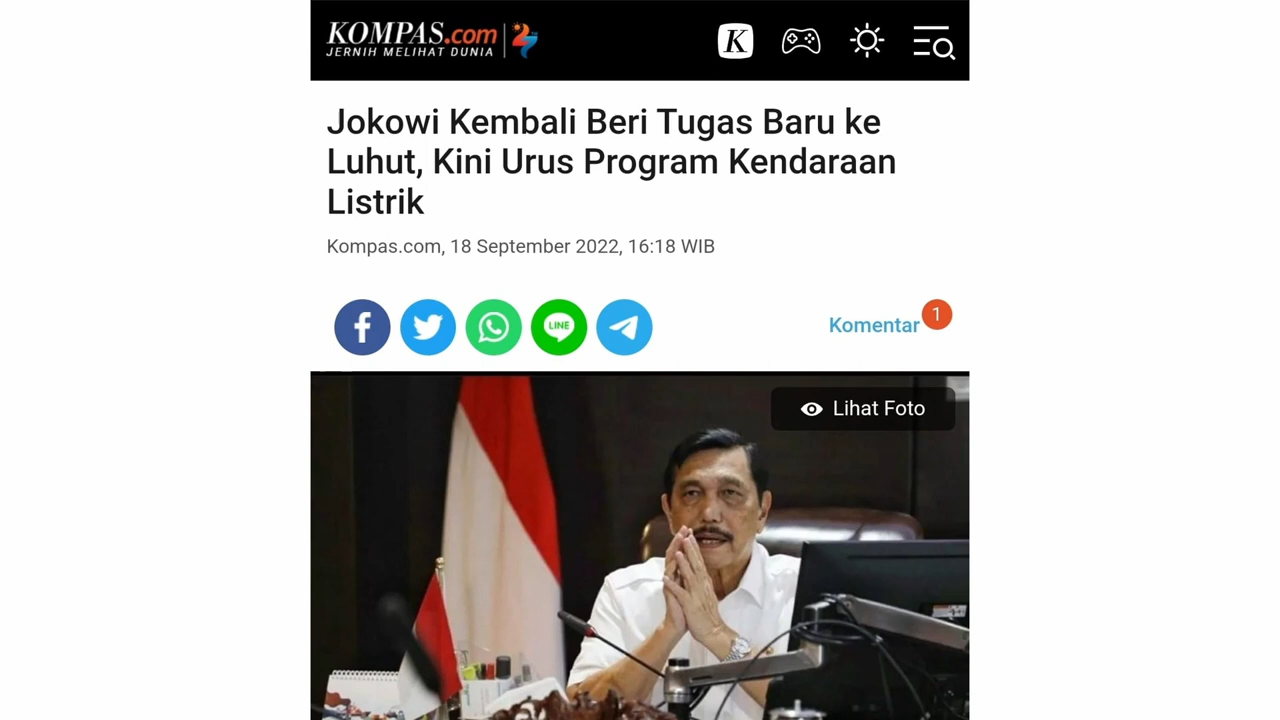 KOMPAS.com
JERNIH MELIHAT DUNIA
K
Jokowi Kembali Beri Tugas Baru ke
Luhut, Kini Urus Program Kendaraan
Listrik
Kompas.com, 18 September 2022, 16:18 WIB
LINE
Komentar
1
Lihat Foto